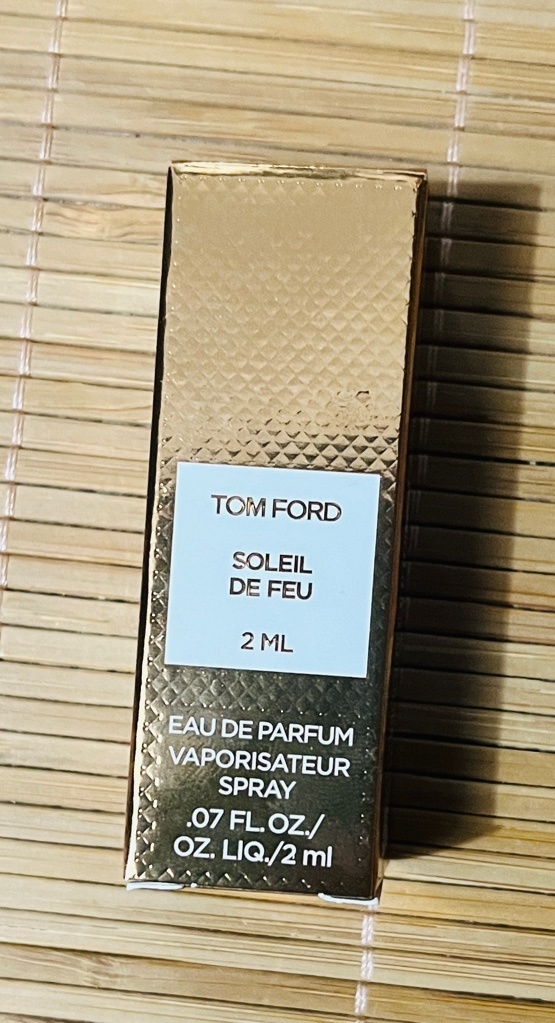 TOM FORD
SOLEIL
DE FEU
2 ML
EAU DE PARFUM
VAPORISATEUR
SPRAY
.07 FL.OZ./
OZ. LIQ./2 ml